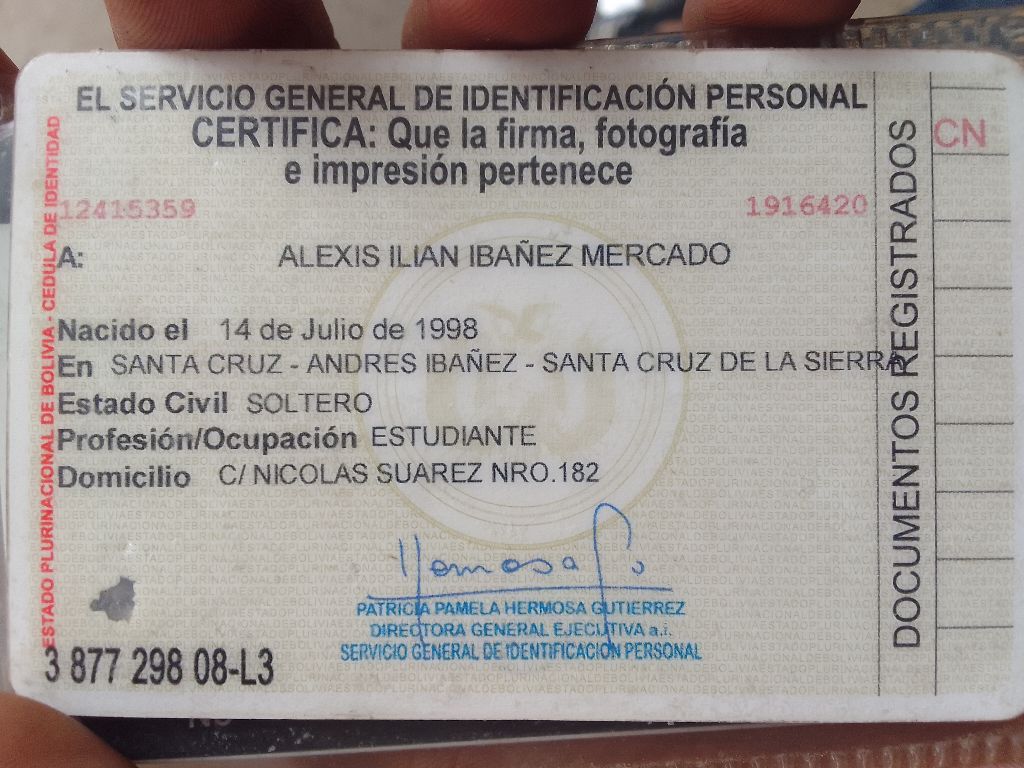 EL SERVICIO GENERAL DE IDENTIFICACIÓN PERSONAL
CERTIFICA: Que la firma, fotografía
e impresión pertenece
12415359
1916420
A: ALEXIS ILIAN IBAÑEZ MERCADO
Nacido el 14 de Julio de 1998
En SANTA CRUZ - ANDRES IBAÑEZ - SANTA CRUZ DE LA SIERRA
Estado Civil SOLTERO
Profesión/Ocupación ESTUDIANTE
Domicilio C/ NICOLAS SUAREZ NRO.182
Hermosa G
PATRICIA PAMELA HERMOSA GUTIERREZ
DIRECTORA GENERAL EJECUTIVA a.i.
SERVICIO GENERAL DE IDENTIFICACIÓN PERSONAL
3 877 298 08-L3
ESTADO PLURINACIONAL DE BOLIVIA - CEDULA DE IDENTIDAD
DOCUMENTOS REGISTRADOS
CN